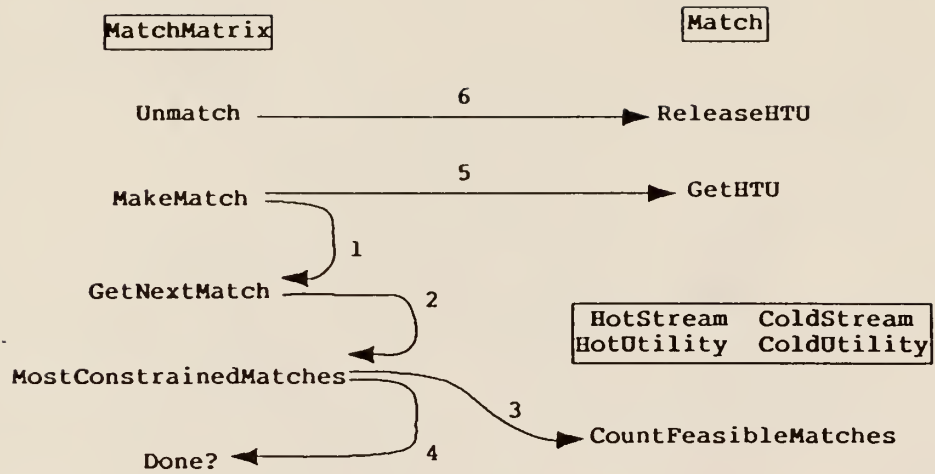 MatchMatrix
Match
6
Unmatch
ReleaseHTU
5
MakeMatch
GetHTU
1
GetNextMatch
2
HotStream ColdStream
HotUtility ColdUtility
MostConstrainedMatches
3
CountFeasibleMatches
Done?
4